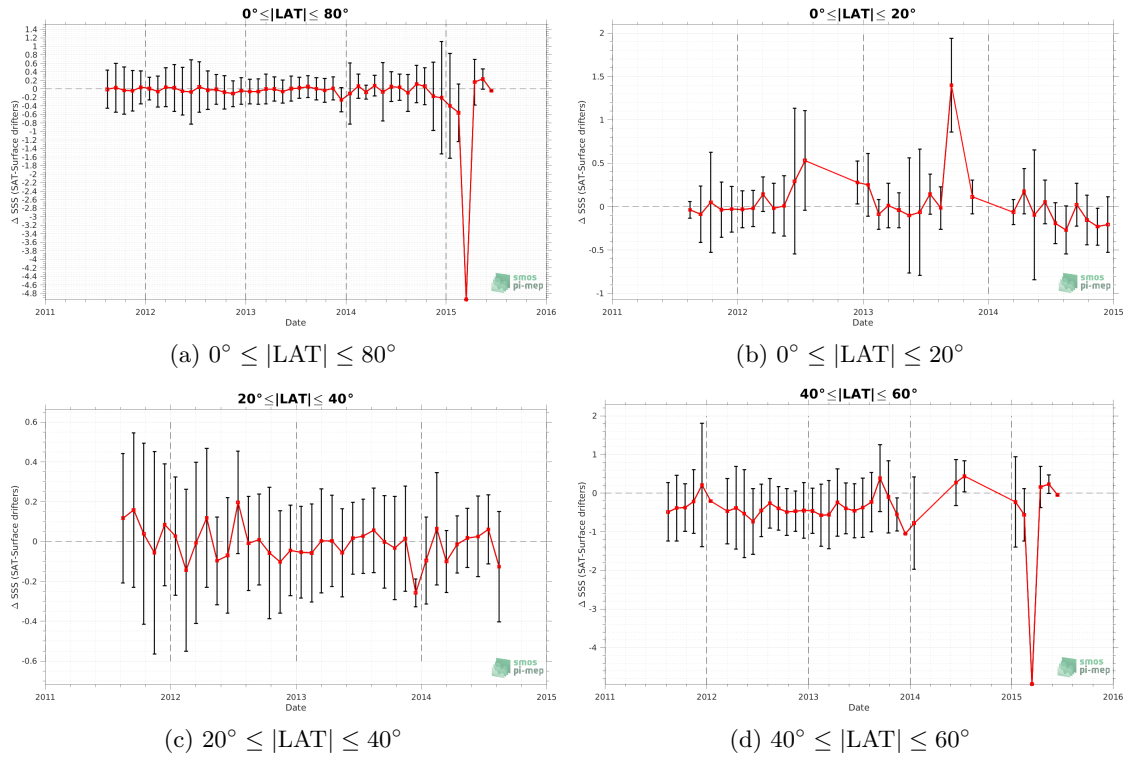 0°≤|LAT|≤ 80°
1.4
1.2
1
0.8
0.6
0.4
0.2
0
-0.2
-0.4
-0.6
-0.8
-1
-1.2
-1.4
-1.6
-1.8
-2
-2.2
-2.4
-2.6
-2.8
-3
-3.2
-3.4
-3.6
-3.8
-4
-4.2
-4.4
-4.6
-4.8
Δ SSS (SAT-Surface drifters)
2011 2012 2013 2014 2015 2016
Date
smos
pi-mep
(a) 0° ≤ |LAT| ≤ 80°
0°≤|LAT|≤ 20°
2
1.5
1
0.5
0
-0.5
-1
Δ SSS (SAT-Surface drifters)
2011 2012 2013 2014 2015
Date
smos
pi-mep
(b) 0° ≤ |LAT| ≤ 20°
20°≤|LAT|≤ 40°
0.6
0.4
0.2
0
-0.2
-0.4
-0.6
Δ SSS (SAT-Surface drifters)
2011 2012 2013 2014 2015
Date
smos
pi-mep
(c) 20° ≤ |LAT| ≤ 40°
40°≤|LAT|≤ 60°
2
1
0
-1
-2
-3
-4
Δ SSS (SAT-Surface drifters)
2011 2012 2013 2014 2015 2016
Date
smos
pi-mep
(d) 40° ≤ |LAT| ≤ 60°